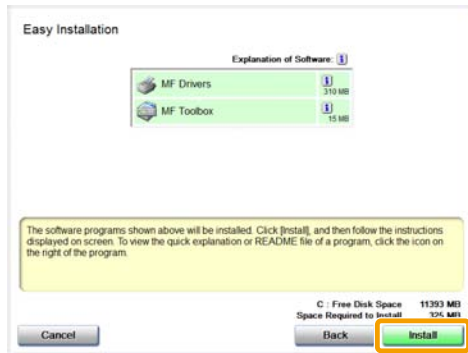 Easy Installation
Explanation of Software: i
MF Drivers
i
310 MB
MF Toolbox
i
15 MB
The software programs shown above will be installed. Click [Install], and then follow the instructions
displayed on screen. To view the quick explanation or README file of a program, click the icon on
the right of the program.
C : Free Disk Space 11393 MB
Space Required to Install 325 MB
Cancel Back Install